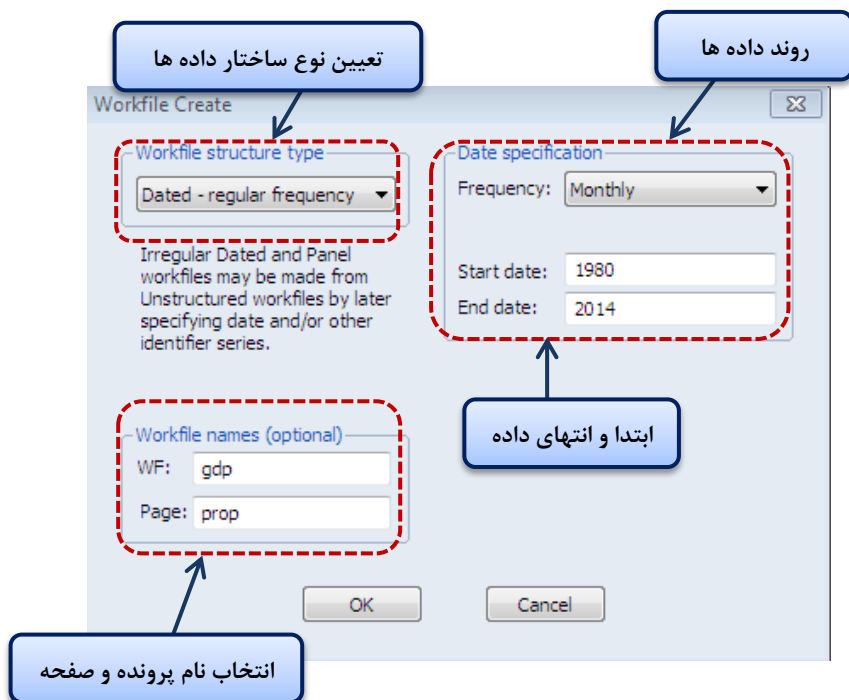 تعیین نوع ساختار داده ها
روند داده ها
Workfile Create
Workfile structure type
Dated - regular frequency
Irregular Dated and Panel
workfiles may be made from
Unstructured workfiles by later
specifying date and/or other
identifier series.
Date specification
Frequency: Monthly
Start date: 1980
End date: 2014
ابتدا و انتهای داده
Workfile names (optional)
WF: gdp
Page: prop
OK Cancel
انتخاب نام پرونده و صفحه